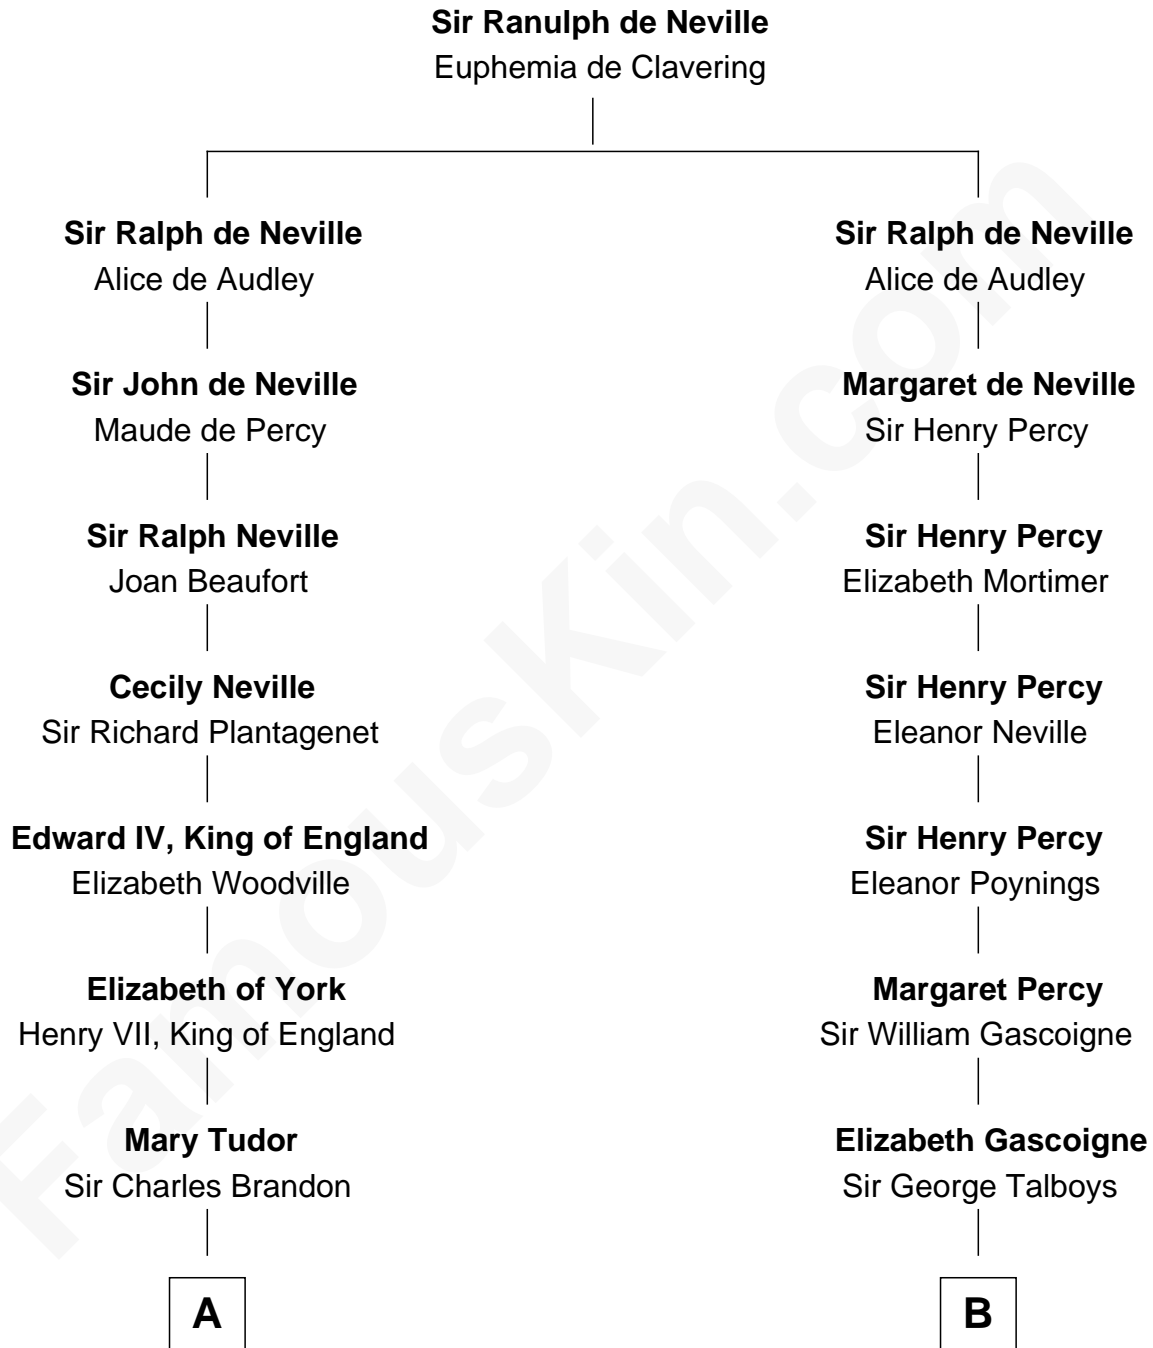 Sir Ranulph de Neville
Euphemia de Clavering
Sir Ralph de Neville
Alice de Audley
Sir John de Neville
Maude de Percy
Sir Ralph Neville
Joan Beaufort
Cecily Neville
Sir Richard Plantagenet
Edward IV, King of England
Elizabeth Woodville
Elizabeth of York
Henry VII, King of England
Mary Tudor
Sir Charles Brandon
A
Sir Ralph de Neville
Alice de Audley
Margaret de Neville
Sir Henry Percy
Sir Henry Percy
Elizabeth Mortimer
Sir Henry Percy
Eleanor Neville
Sir Henry Percy
Eleanor Poynings
Margaret Percy
Sir William Gascoigne
Elizabeth Gascoigne
Sir George Talboys
B
FamousKin.com